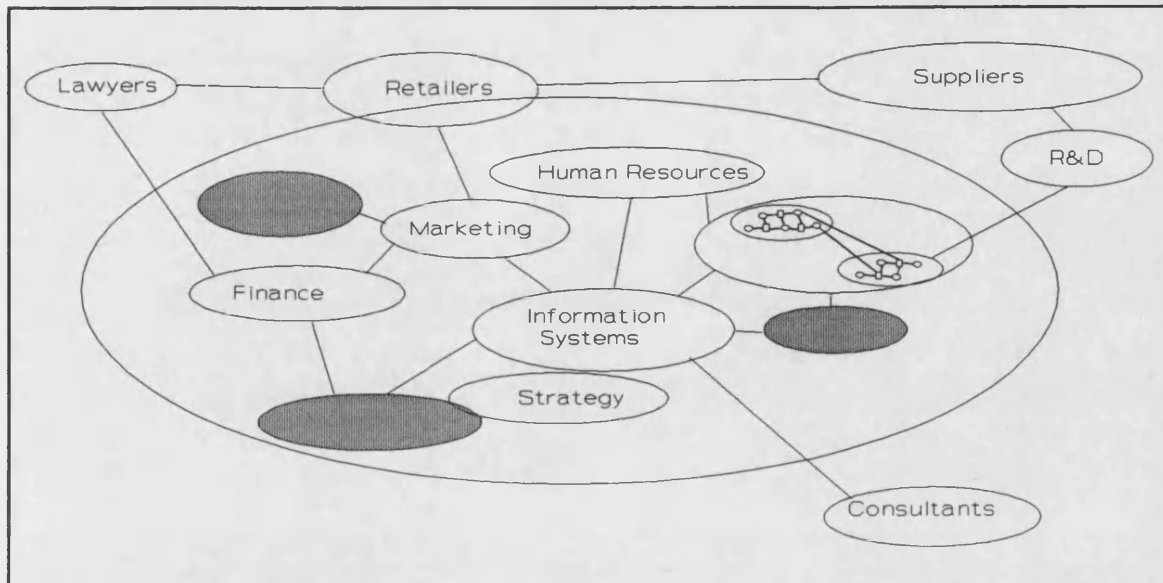 Lawyers
Retailers
Suppliers
R&D
Human Resources
Marketing
Finance
Information
Systems
Strategy
Consultants